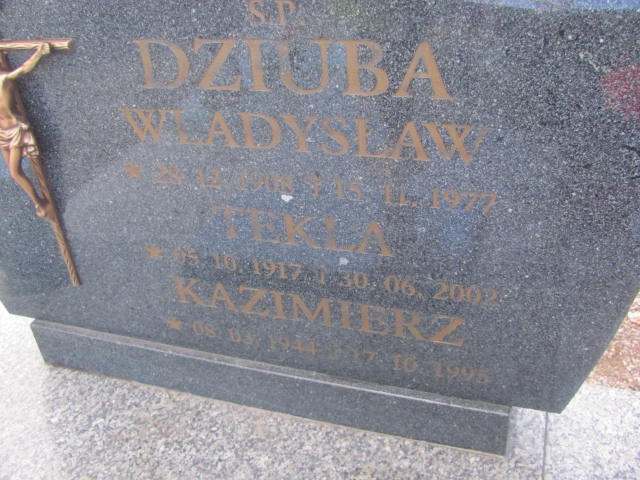 Ś.P.
DZIUBA
WŁADYSŁAW
* 28. 12. 1908 † 15. 11. 1977
TEKLA
* 05. 10. 1917 † 30. 06. 2002
KAZIMIERZ
* 08. 03. 1944 † 17. 10. 1995